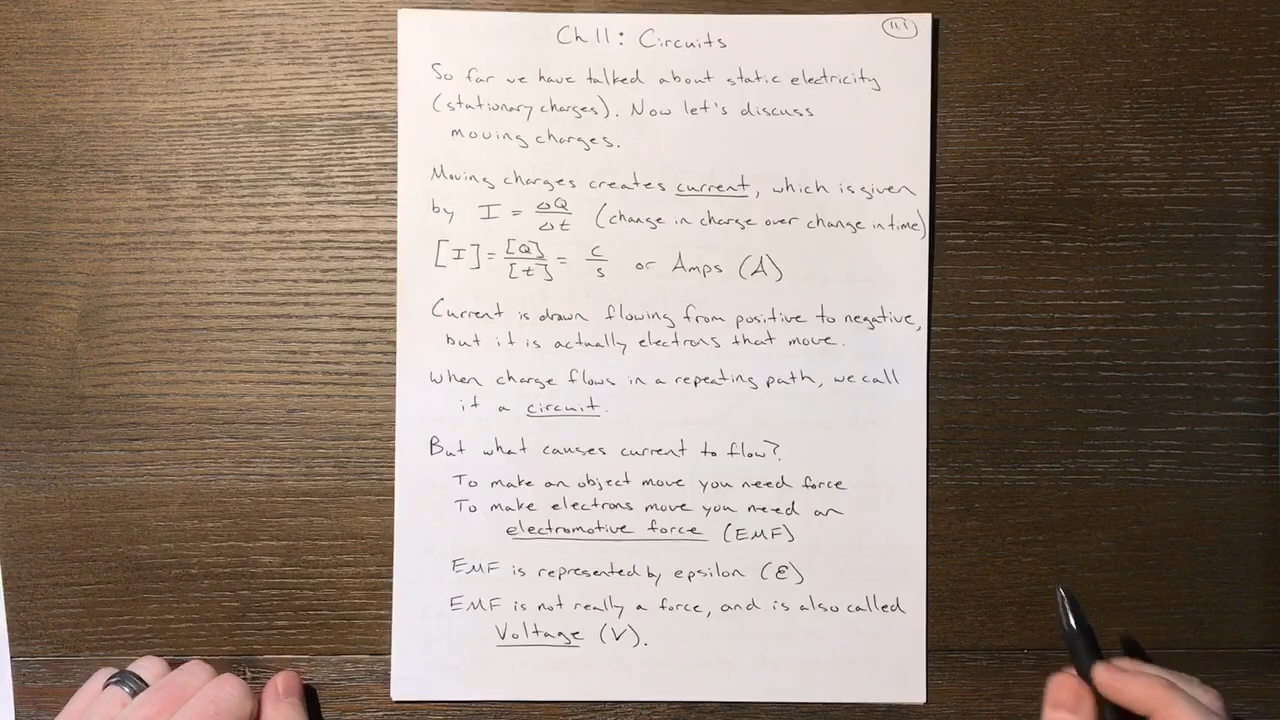 11.1
Ch 11: Circuits
So far we have talked about static electricity
(stationary charges). Now let's discuss
moving charges.
Moving charges creates current, which is given
by I = ΔQ/Δt (change in charge over change in time)
[I] = [Q]/[t] = C/s or Amps (A)
Current is drawn flowing from positive to negative,
but it is actually electrons that move.
When charge flows in a repeating path, we call
it a circuit.
But what causes current to flow?
To make an object move you need force
To make electrons move you need an
electromotive force (EMF)
EMF is represented by epsilon (ℰ)
EMF is not really a force, and is also called
Voltage (V).